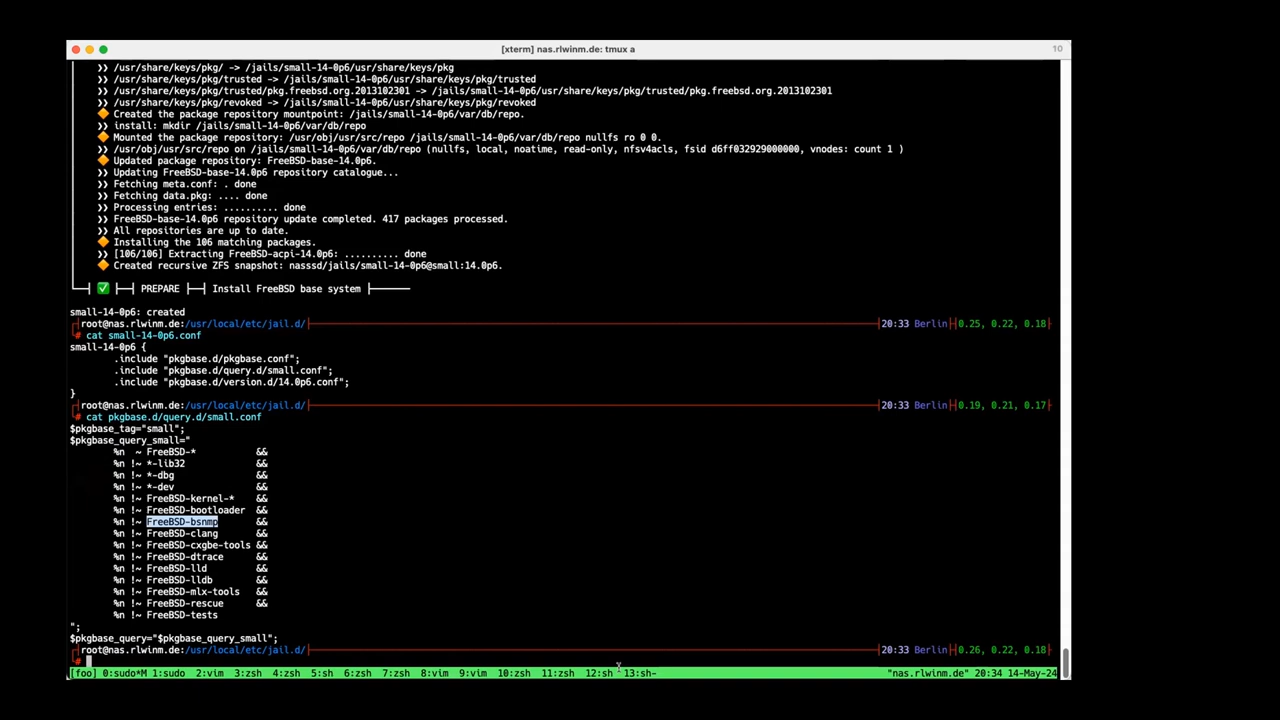 [xterm] nas.rlwinm.de: tmux a
10
❯❯ /usr/share/keys/pkg/ -> /jails/small-14-0p6/usr/share/keys/pkg
❯❯ /usr/share/keys/pkg/trusted -> /jails/small-14-0p6/usr/share/keys/pkg/trusted
❯❯ /usr/share/keys/pkg/trusted/pkg.freebsd.org.2013102301 -> /jails/small-14-0p6/usr/share/keys/pkg/trusted/pkg.freebsd.org.2013102301
❯❯ /usr/share/keys/pkg/revoked -> /jails/small-14-0p6/usr/share/keys/pkg/revoked
🔶 Created the package repository mountpoint: /jails/small-14-0p6/var/db/repo.
❯❯ install: mkdir /jails/small-14-0p6/var/db/repo
🔶 Mounted the package repository: /usr/obj/usr/src/repo /jails/small-14-0p6/var/db/repo nullfs ro 0 0.
❯❯ /usr/obj/usr/src/repo on /jails/small-14-0p6/var/db/repo (nullfs, local, noatime, read-only, nfsv4acls, fsid d6ff032929000000, vnodes: count 1 )
🔶 Updated package repository: FreeBSD-base-14.0p6.
❯❯ Updating FreeBSD-base-14.0p6 repository catalogue...
❯❯ Fetching meta.conf: . done
❯❯ Fetching data.pkg: .... done
❯❯ Processing entries: .......... done
❯❯ FreeBSD-base-14.0p6 repository update completed. 417 packages processed.
❯❯ All repositories are up to date.
🔶 Installing the 106 matching packages.
❯❯ [106/106] Extracting FreeBSD-acpi-14.0p6: .......... done
🔶 Created recursive ZFS snapshot: nasssd/jails/small-14-0p6@small:14.0p6.
✅ PREPARE Install FreeBSD base system
small-14-0p6: created
root@nas.rlwinm.de:/usr/local/etc/jail.d/ 20:33 Berlin 0.25, 0.22, 0.18
# cat small-14-0p6.conf
small-14-0p6 {
.include "pkgbase.d/pkgbase.conf";
.include "pkgbase.d/query.d/small.conf";
.include "pkgbase.d/version.d/14.0p6.conf";
}
root@nas.rlwinm.de:/usr/local/etc/jail.d/ 20:33 Berlin 0.19, 0.21, 0.17
# cat pkgbase.d/query.d/small.conf
$pkgbase_tag="small";
$pkgbase_query_small="
%n ~ FreeBSD-* &&
%n !~ *-lib32 &&
%n !~ *-dbg &&
%n !~ *-dev &&
%n !~ FreeBSD-kernel-* &&
%n !~ FreeBSD-bootloader &&
%n !~ FreeBSD-bsnmp &&
%n !~ FreeBSD-clang &&
%n !~ FreeBSD-cxgbe-tools &&
%n !~ FreeBSD-dtrace &&
%n !~ FreeBSD-lld &&
%n !~ FreeBSD-lldb &&
%n !~ FreeBSD-mlx-tools &&
%n !~ FreeBSD-rescue &&
%n !~ FreeBSD-tests
";
$pkgbase_query="$pkgbase_query_small";
root@nas.rlwinm.de:/usr/local/etc/jail.d/ 20:33 Berlin 0.26, 0.22, 0.18
#
[foo] 0:sudo*M 1:sudo 2:vim 3:zsh 4:zsh 5:sh 6:zsh 7:zsh 8:vim 9:vim 10:zsh 11:zsh 12:sh 13:sh- "nas.rlwinm.de" 20:34 14-May-24